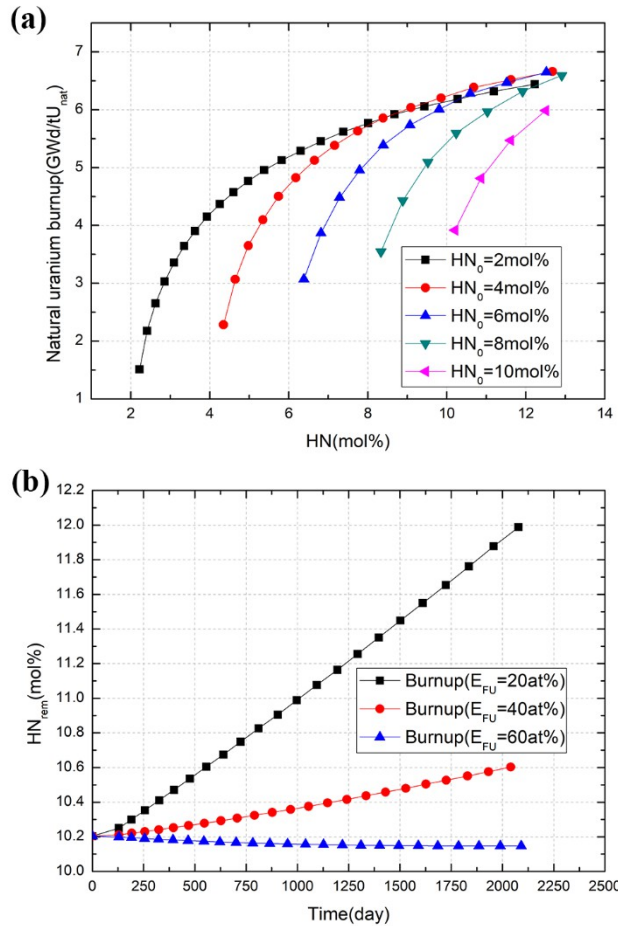 (a)
Natural uranium burnup(GWd/tU_nat)
7
6
5
4
3
2
1
HN₀=2mol%
HN₀=4mol%
HN₀=6mol%
HN₀=8mol%
HN₀=10mol%
2 4 6 8 10 12 14
HN(mol%)
(b)
HN_rem(mol%)
12.2
12.0
11.8
11.6
11.4
11.2
11.0
10.8
10.6
10.4
10.2
10.0
Burnup(E_FU=20at%)
Burnup(E_FU=40at%)
Burnup(E_FU=60at%)
0 250 500 750 1000 1250 1500 1750 2000 2250 2500
Time(day)